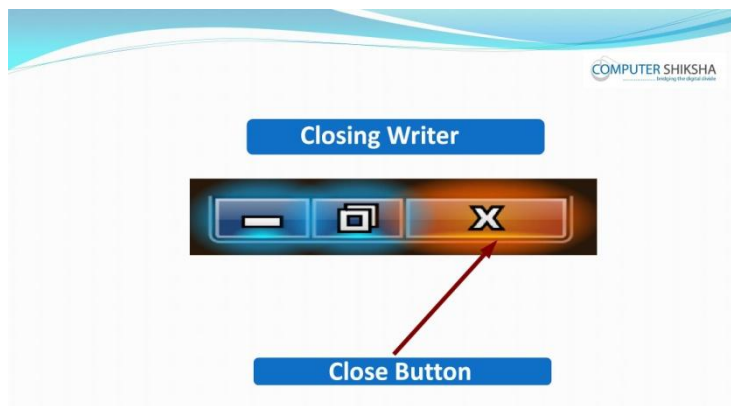 COMPUTER SHIKSHA
bridging the digital divide
Closing Writer
X
Close Button